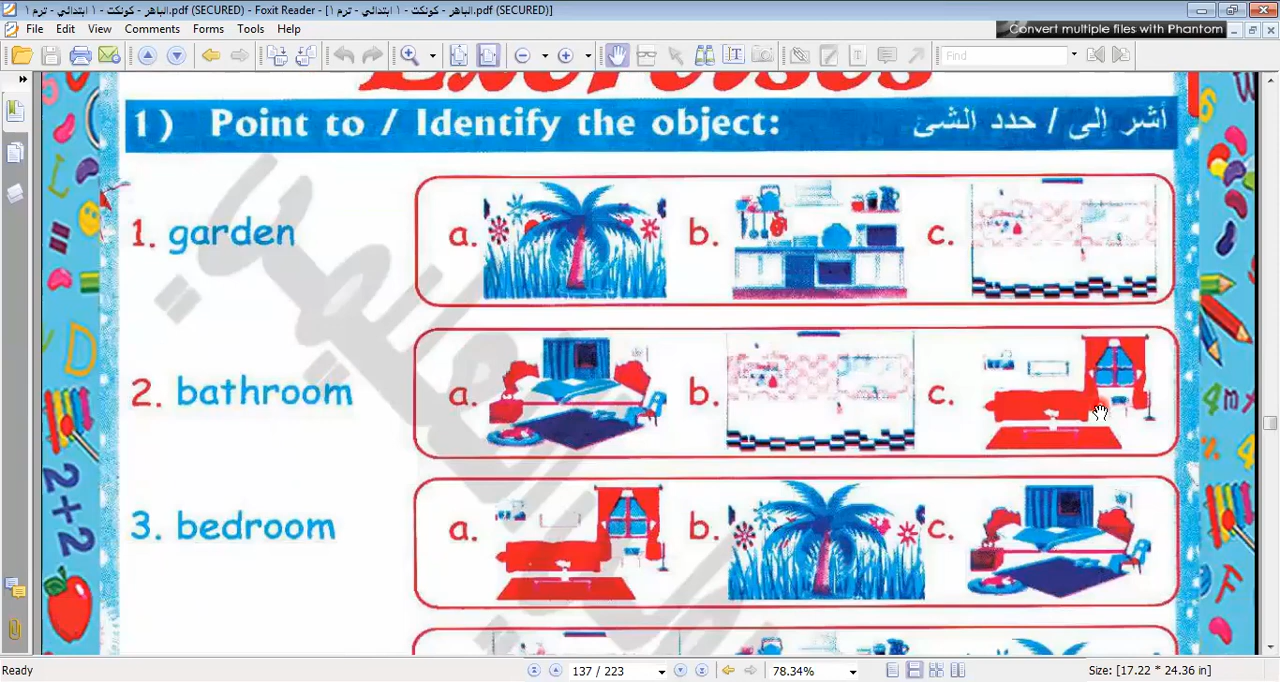 الباهر - كونكت - ١ ابتدائي - ترم ١.pdf (SECURED) - Foxit Reader - [الباهر - كونكت - ١ ابتدائي - ترم ١.pdf (SECURED)]
File Edit View Comments Forms Tools Help
Convert multiple files with Phantom
Find
Exercises
1) Point to / Identify the object: أشر إلى / حدد الشئ
1. garden a. b. c.
2. bathroom a. b. c.
3. bedroom a. b. c.
Ready 137 / 223 78.34% Size: [17.22 * 24.36 in]